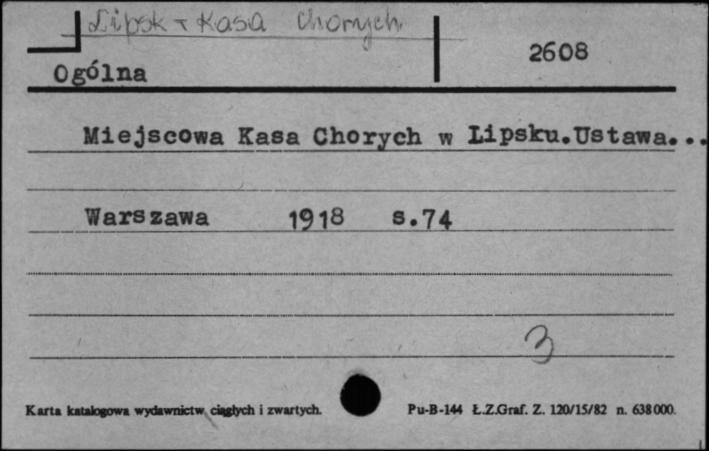 Lipsk - Kasa Chorych
2608
Ogólna
Miejscowa Kasa Chorych w Lipsku.Ustawa...
Warszawa 1918 s.74
3
Karta katalogowa wydawnictw ciągłych i zwartych.
Pu-B-144 Ł.Z.Graf. Z. 120/15/82 n. 638000.